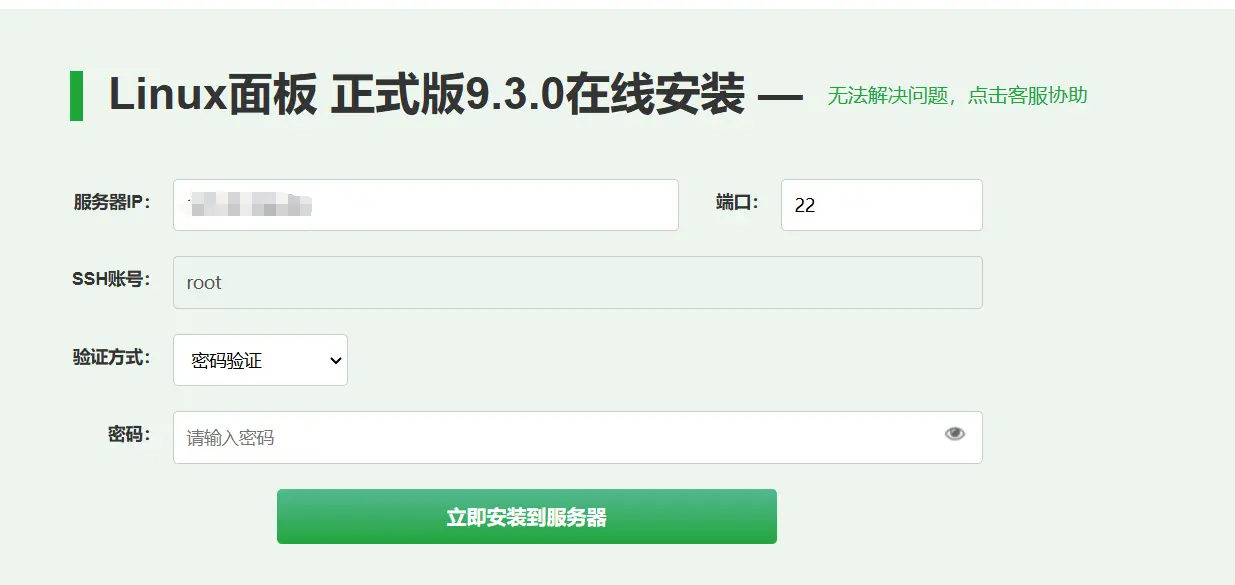 Linux面板 正式版9.3.0在线安装 — 无法解决问题，点击客服协助
服务器IP： 端口： 22
SSH账号： root
验证方式： 密码验证
密码： 请输入密码
立即安装到服务器